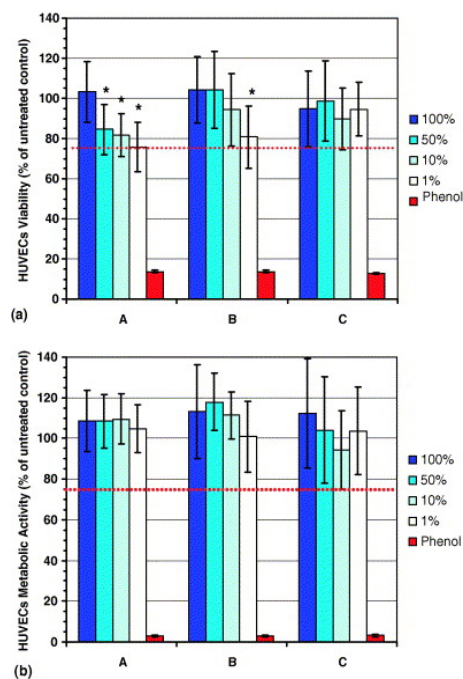 HUVECs Viability (% of untreated control)
140
120
100
80
60
40
20
0
* * *
*
A
B
C
100%
50%
10%
1%
Phenol
(a)
HUVECs Metabolic Activity (% of untreated control)
140
120
100
80
60
40
20
0
A
B
C
100%
50%
10%
1%
Phenol
(b)